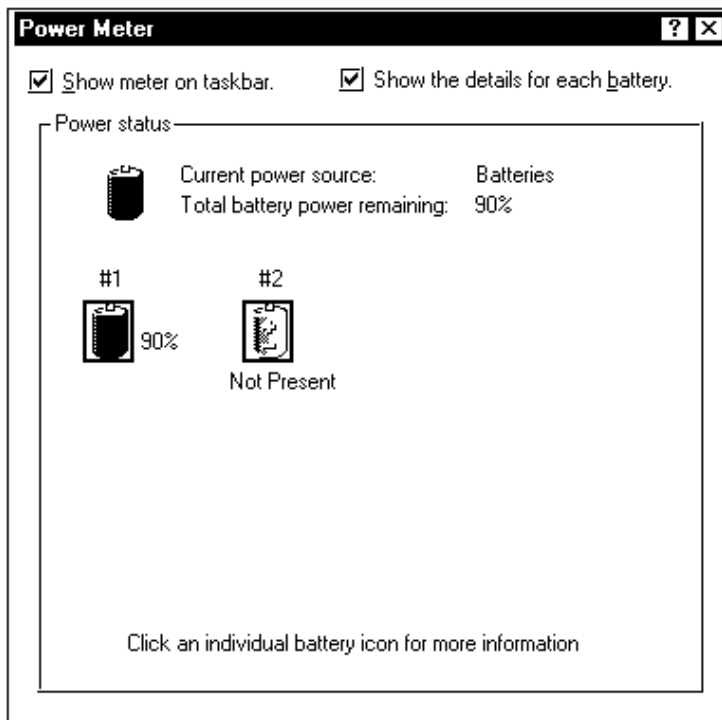 Power Meter ? X
Show meter on taskbar. Show the details for each battery.
Power status
Current power source: Batteries
Total battery power remaining: 90%
#1 #2
90%
Not Present
Click an individual battery icon for more information